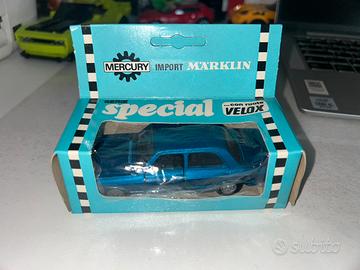 MERCURY IMPORT MÄRKLIN
special
...con ruote
VELOX
subito